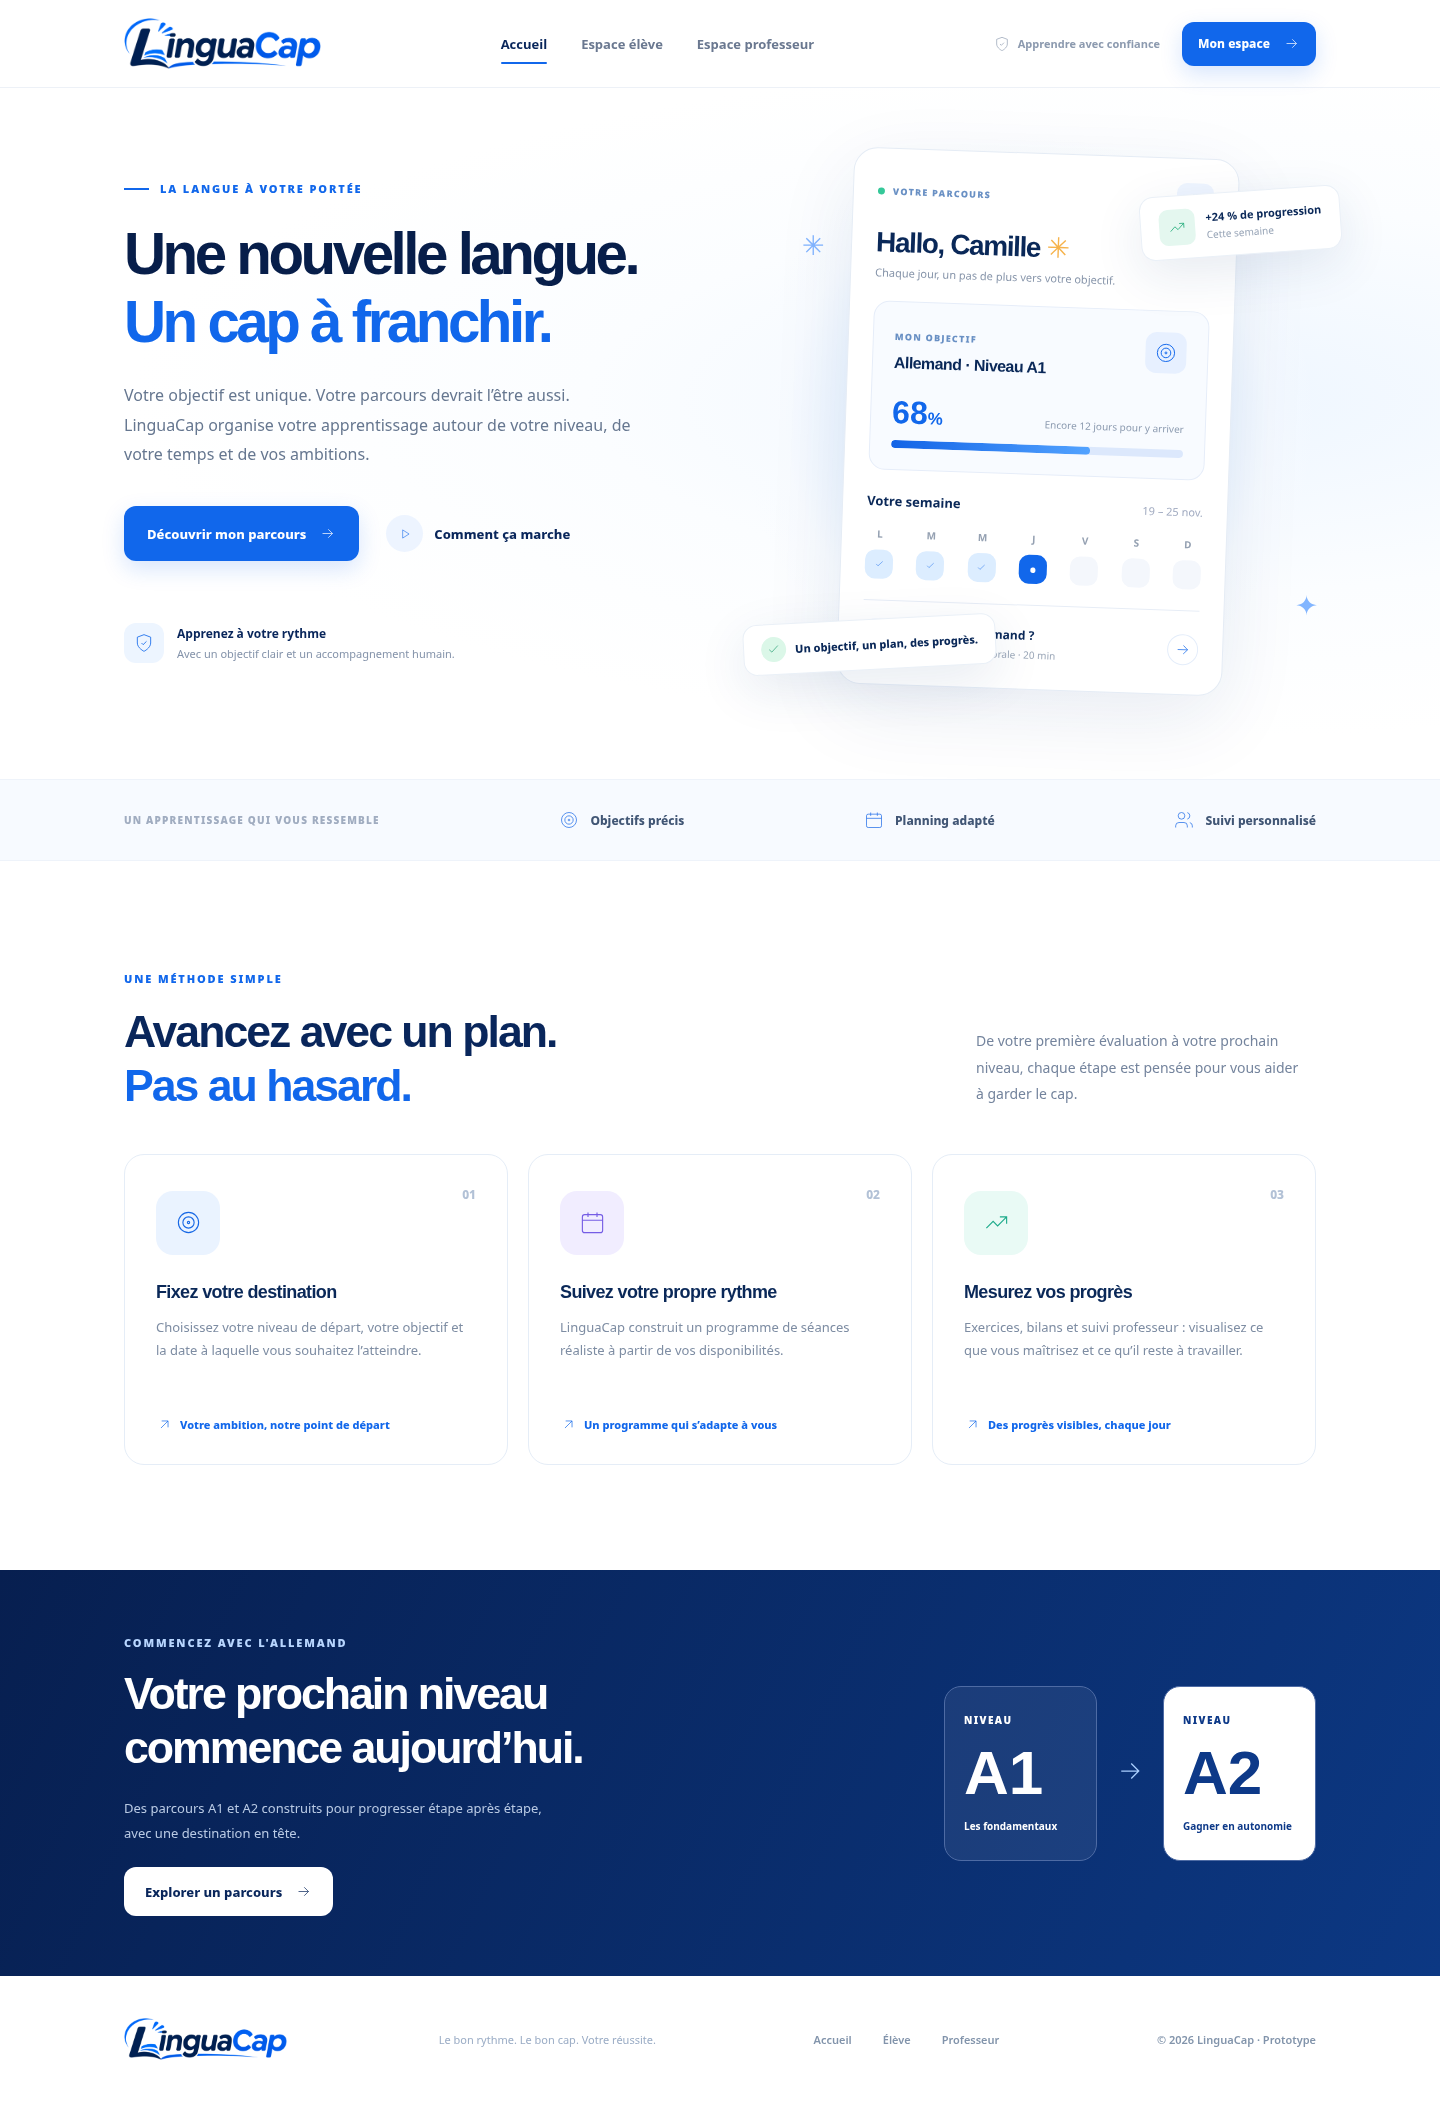 LinguaCap
Accueil
Espace élève
Espace professeur
Apprendre avec confiance
Mon espace
LA LANGUE À VOTRE PORTÉE
Une nouvelle langue.
Un cap à franchir.
Votre objectif est unique. Votre parcours devrait l’être aussi.
LinguaCap organise votre apprentissage autour de votre niveau, de
votre temps et de vos ambitions.
Découvrir mon parcours
Comment ça marche
Apprenez à votre rythme
Avec un objectif clair et un accompagnement humain.
VOTRE PARCOURS
+24 % de progression
Cette semaine
Hallo, Camille
Chaque jour, un pas de plus vers votre objectif.
MON OBJECTIF
Allemand · Niveau A1
68%
Encore 12 jours pour y arriver
Votre semaine
19 – 25 nov.
L M M J V S D
Un objectif, un plan, des progrès.
mand ?
orale · 20 min
UN APPRENTISSAGE QUI VOUS RESSEMBLE
Objectifs précis
Planning adapté
Suivi personnalisé
UNE MÉTHODE SIMPLE
Avancez avec un plan.
Pas au hasard.
De votre première évaluation à votre prochain
niveau, chaque étape est pensée pour vous aider
à garder le cap.
01
Fixez votre destination
Choisissez votre niveau de départ, votre objectif et
la date à laquelle vous souhaitez l’atteindre.
Votre ambition, notre point de départ
02
Suivez votre propre rythme
LinguaCap construit un programme de séances
réaliste à partir de vos disponibilités.
Un programme qui s’adapte à vous
03
Mesurez vos progrès
Exercices, bilans et suivi professeur : visualisez ce
que vous maîtrisez et ce qu’il reste à travailler.
Des progrès visibles, chaque jour
COMMENCEZ AVEC L'ALLEMAND
Votre prochain niveau
commence aujourd’hui.
Des parcours A1 et A2 construits pour progresser étape après étape,
avec une destination en tête.
Explorer un parcours
NIVEAU
A1
Les fondamentaux
NIVEAU
A2
Gagner en autonomie
LinguaCap
Le bon rythme. Le bon cap. Votre réussite.
Accueil
Élève
Professeur
© 2026 LinguaCap · Prototype